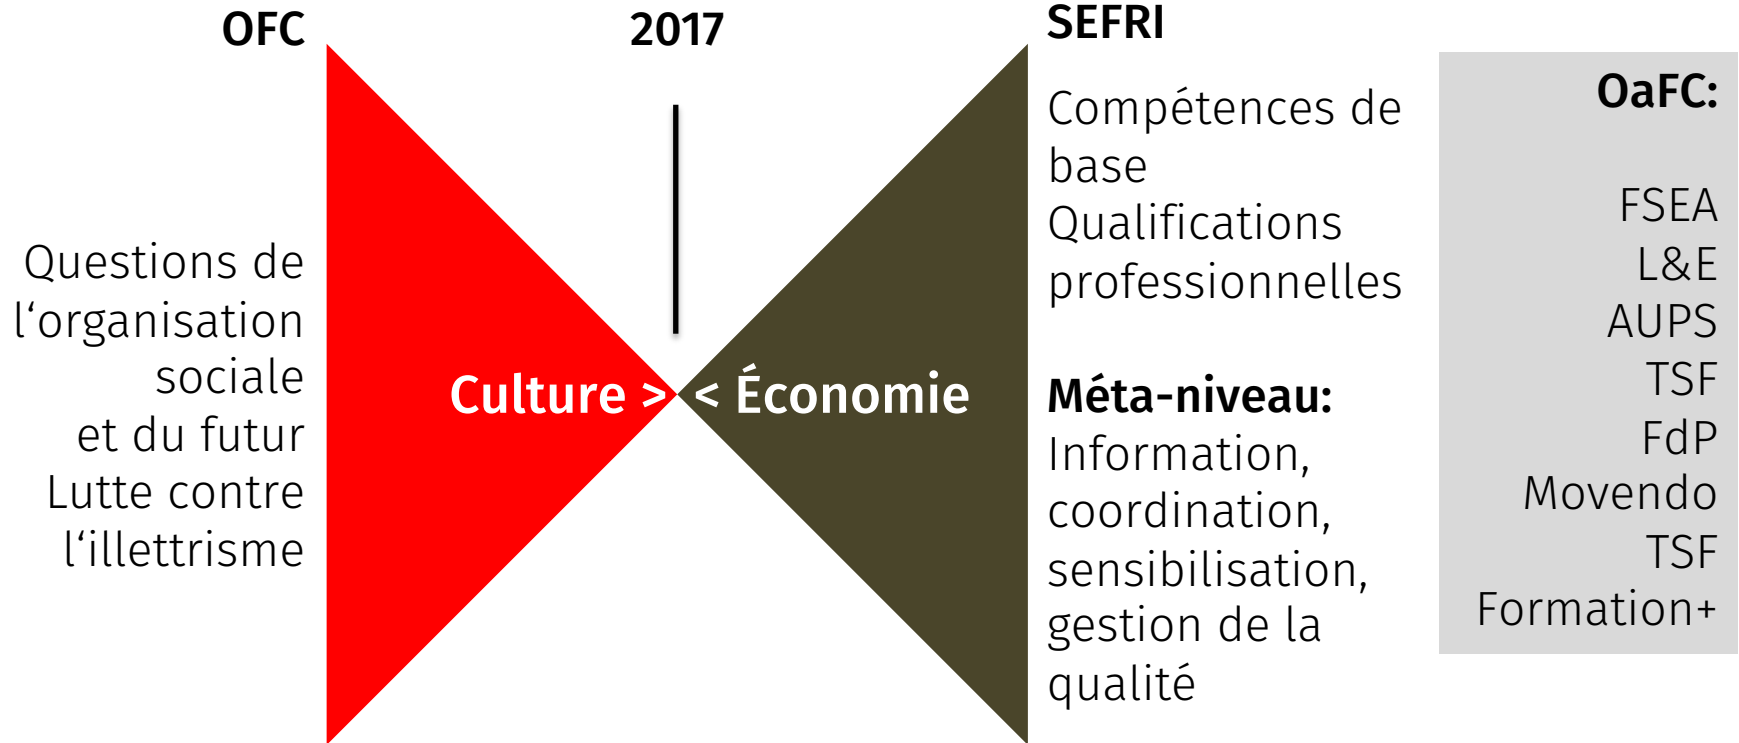 OFC
Questions de
l‘organisation
sociale
et du futur
Lutte contre
l‘illettrisme
2017
Culture >
< Économie
SEFRI
Compétences de
base
Qualifications
professionnelles
Méta-niveau:
Information,
coordination,
sensibilisation,
gestion de la
qualité
OaFC:
FSEA
L&E
AUPS
TSF
FdP
Movendo
TSF
Formation+